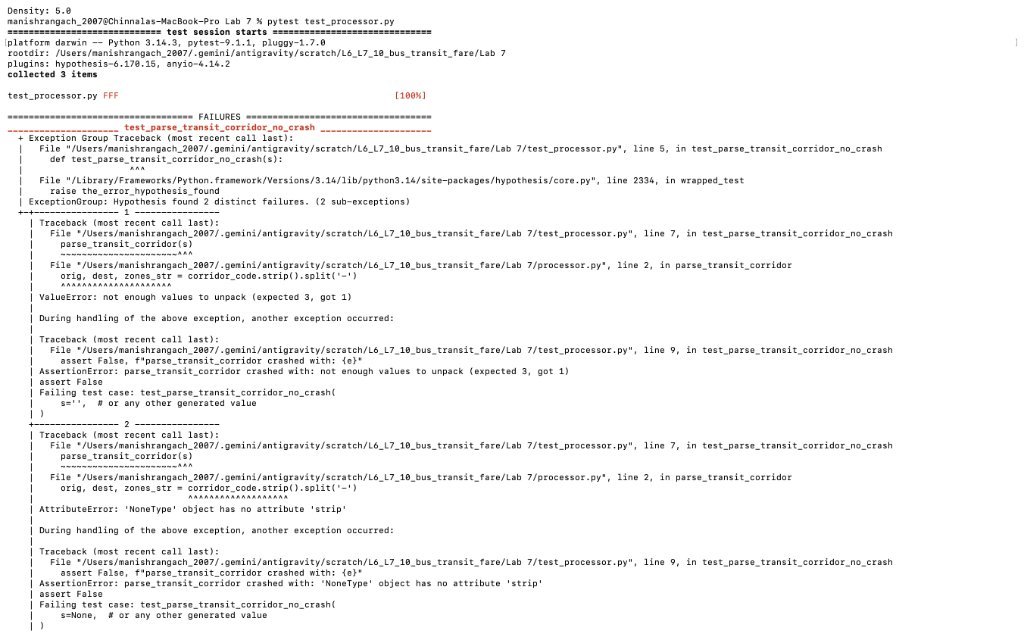 Density: 5.0
manishrangach_2007@Chinnalas-MacBook-Pro Lab 7 % pytest test_processor.py
============================= test session starts ==============================
platform darwin -- Python 3.14.3, pytest-9.1.1, pluggy-1.7.0
rootdir: /Users/manishrangach_2007/.gemini/antigravity/scratch/L6_L7_10_bus_transit_fare/Lab 7
plugins: hypothesis-6.170.15, anyio-4.14.2
collected 3 items

test_processor.py FFF                                                    [100%]

=================================== FAILURES ===================================
_____________________ test_parse_transit_corridor_no_crash _____________________
  + Exception Group Traceback (most recent call last):
  |   File "/Users/manishrangach_2007/.gemini/antigravity/scratch/L6_L7_10_bus_transit_fare/Lab 7/test_processor.py", line 5, in test_parse_transit_corridor_no_crash
  |     def test_parse_transit_corridor_no_crash(s):
  |                    ^^^
  |   File "/Library/Frameworks/Python.framework/Versions/3.14/lib/python3.14/site-packages/hypothesis/core.py", line 2334, in wrapped_test
  |     raise the_error_hypothesis_found
  | ExceptionGroup: Hypothesis found 2 distinct failures. (2 sub-exceptions)
  +-+---------------- 1 ----------------
    | Traceback (most recent call last):
    |   File "/Users/manishrangach_2007/.gemini/antigravity/scratch/L6_L7_10_bus_transit_fare/Lab 7/test_processor.py", line 7, in test_parse_transit_corridor_no_crash
    |     parse_transit_corridor(s)
    |     ~~~~~~~~~~~~~~~~~~~~~~^^^
    |   File "/Users/manishrangach_2007/.gemini/antigravity/scratch/L6_L7_10_bus_transit_fare/Lab 7/processor.py", line 2, in parse_transit_corridor
    |     orig, dest, zones_str = corridor_code.strip().split('-')
    |     ^^^^^^^^^^^^^^^^^^^^^
    | ValueError: not enough values to unpack (expected 3, got 1)
    |
    | During handling of the above exception, another exception occurred:
    |
    | Traceback (most recent call last):
    |   File "/Users/manishrangach_2007/.gemini/antigravity/scratch/L6_L7_10_bus_transit_fare/Lab 7/test_processor.py", line 9, in test_parse_transit_corridor_no_crash
    |     assert False, f"parse_transit_corridor crashed with: {e}"
    | AssertionError: parse_transit_corridor crashed with: not enough values to unpack (expected 3, got 1)
    | assert False
    | Failing test case: test_parse_transit_corridor_no_crash(
    |     s='',  # or any other generated value
    | )
    +---------------- 2 ----------------
    | Traceback (most recent call last):
    |   File "/Users/manishrangach_2007/.gemini/antigravity/scratch/L6_L7_10_bus_transit_fare/Lab 7/test_processor.py", line 7, in test_parse_transit_corridor_no_crash
    |     parse_transit_corridor(s)
    |     ~~~~~~~~~~~~~~~~~~~~~~^^^
    |   File "/Users/manishrangach_2007/.gemini/antigravity/scratch/L6_L7_10_bus_transit_fare/Lab 7/processor.py", line 2, in parse_transit_corridor
    |     orig, dest, zones_str = corridor_code.strip().split('-')
    |                             ^^^^^^^^^^^^^^^^^^^
    | AttributeError: 'NoneType' object has no attribute 'strip'
    |
    | During handling of the above exception, another exception occurred:
    |
    | Traceback (most recent call last):
    |   File "/Users/manishrangach_2007/.gemini/antigravity/scratch/L6_L7_10_bus_transit_fare/Lab 7/test_processor.py", line 9, in test_parse_transit_corridor_no_crash
    |     assert False, f"parse_transit_corridor crashed with: {e}"
    | AssertionError: parse_transit_corridor crashed with: 'NoneType' object has no attribute 'strip'
    | assert False
    | Failing test case: test_parse_transit_corridor_no_crash(
    |     s=None,  # or any other generated value
    | )